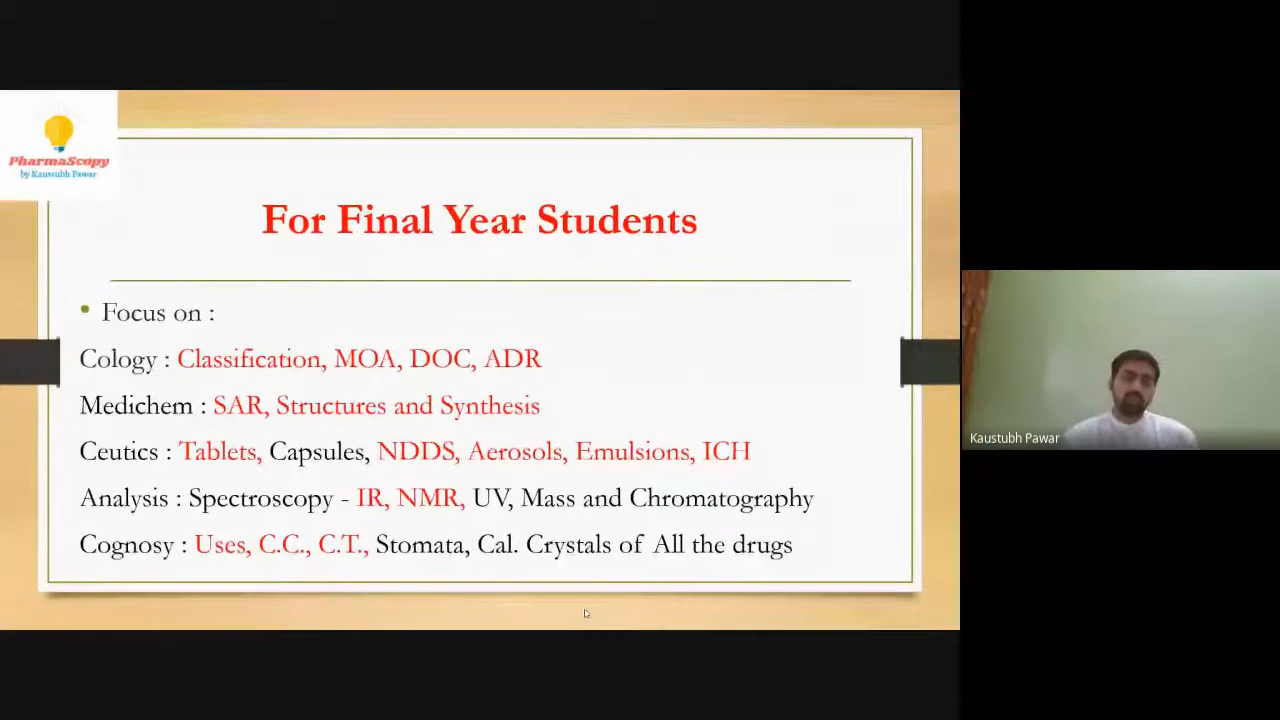 PharmaScopy
by Kaustubh Pawar
For Final Year Students
• Focus on :
Cology : Classification, MOA, DOC, ADR
Medichem : SAR, Structures and Synthesis
Ceutics : Tablets, Capsules, NDDS, Aerosols, Emulsions, ICH
Analysis : Spectroscopy - IR, NMR, UV, Mass and Chromatography
Cognosy : Uses, C.C., C.T., Stomata, Cal. Crystals of All the drugs
Kaustubh Pawar